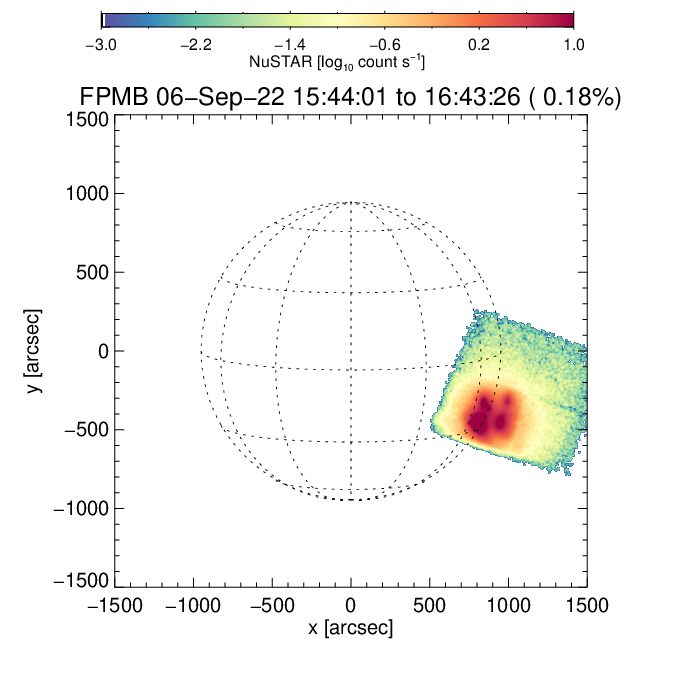 −3.0 −2.2 −1.4 −0.6 0.2 1.0
NuSTAR [log₁₀ count s⁻¹]
FPMB 06−Sep−22 15:44:01 to 16:43:26 ( 0.18%)
1500
1000
500
0
−500
−1000
−1500
y [arcsec]
−1500 −1000 −500 0 500 1000 1500
x [arcsec]